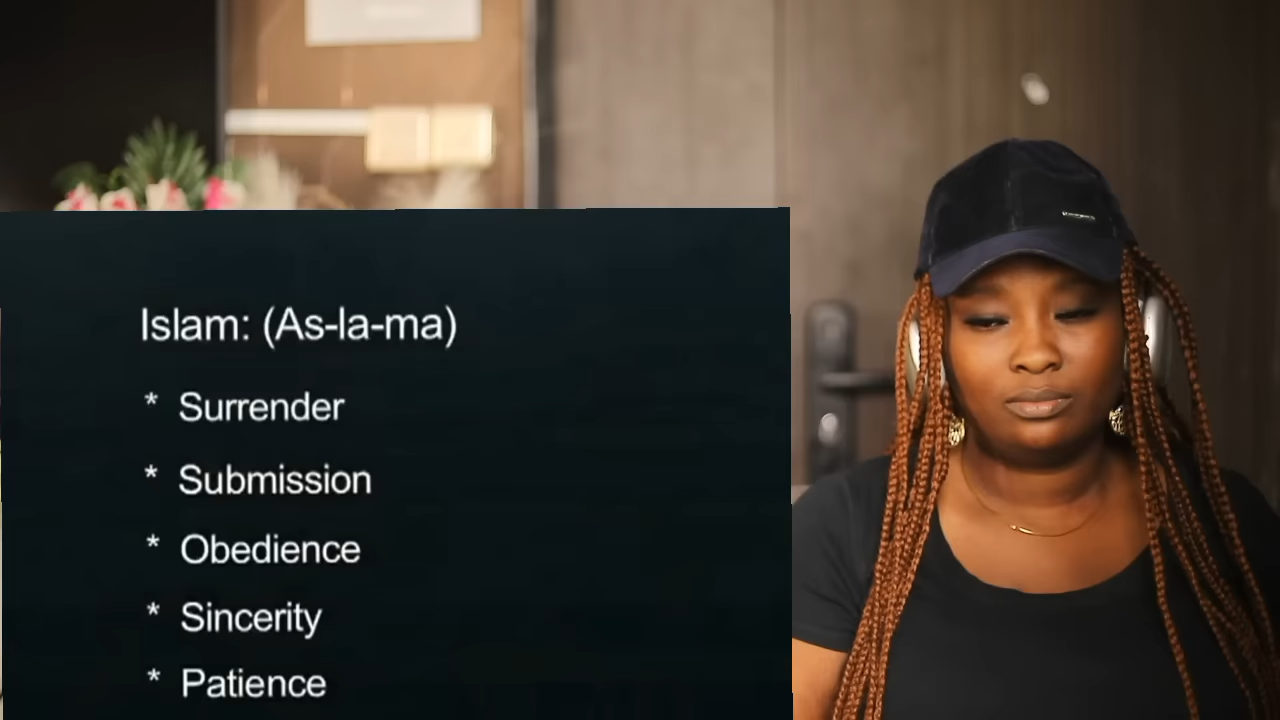 Islam: (As-la-ma)
* Surrender
* Submission
* Obedience
* Sincerity
* Patience